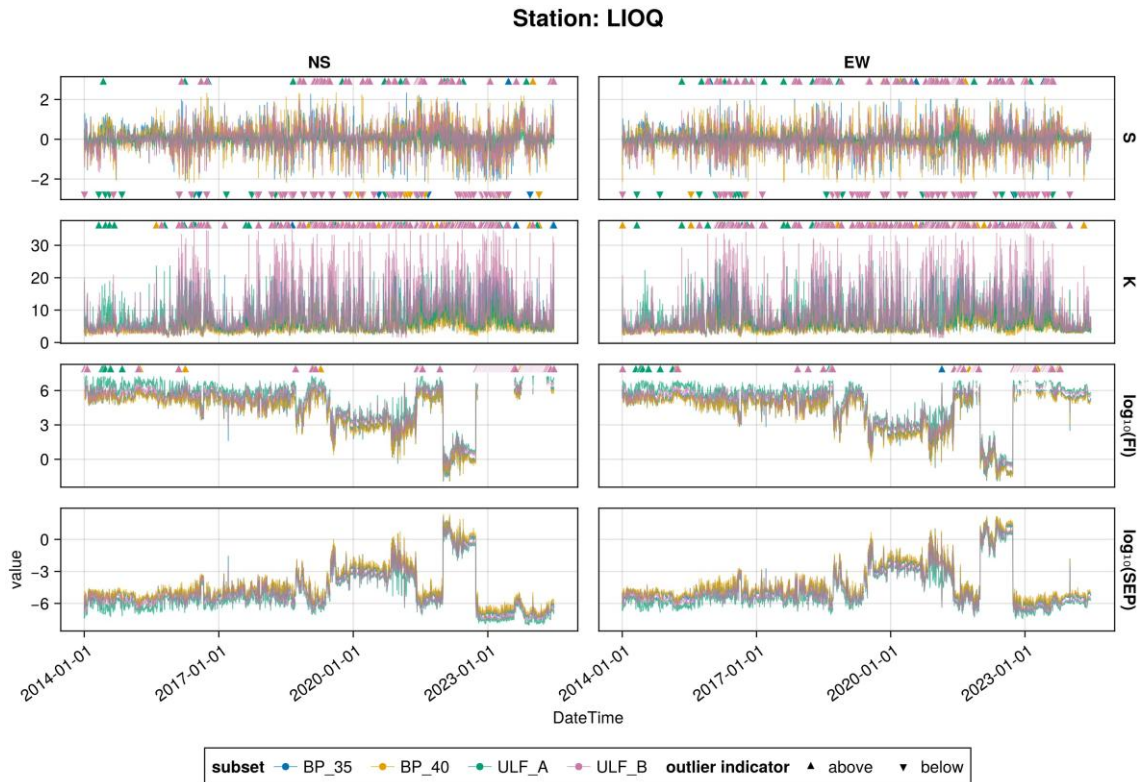 Station: LIOQ
NS
EW
2
0
−2
S
30
20
10
0
K
6
3
0
log₁₀(FI)
0
−3
−6
log₁₀(SEP)
value
2014-01-01
2017-01-01
2020-01-01
2023-01-01
2014-01-01
2017-01-01
2020-01-01
2023-01-01
DateTime
subset BP_35 BP_40 ULF_A ULF_B outlier indicator above below